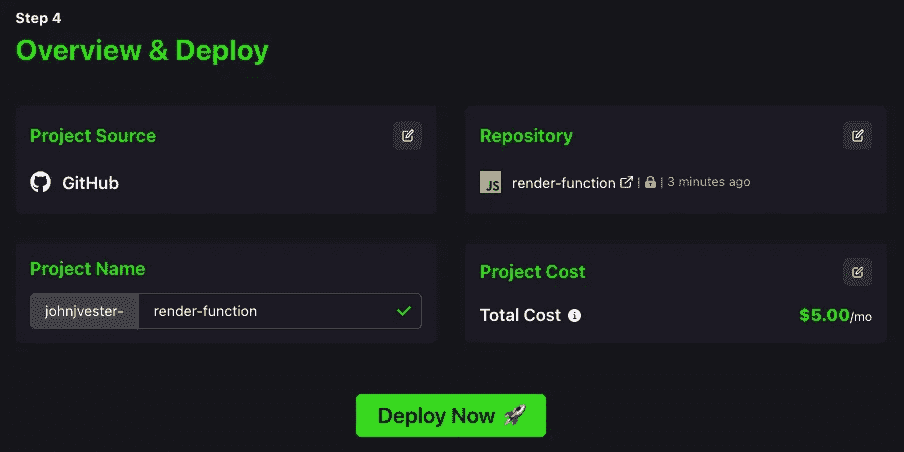 Step 4
Overview & Deploy
Project Source
GitHub
Repository
JS render-function | | 3 minutes ago
Project Name
johnjvester- render-function
Project Cost
Total Cost $5.00/mo
Deploy Now 🚀